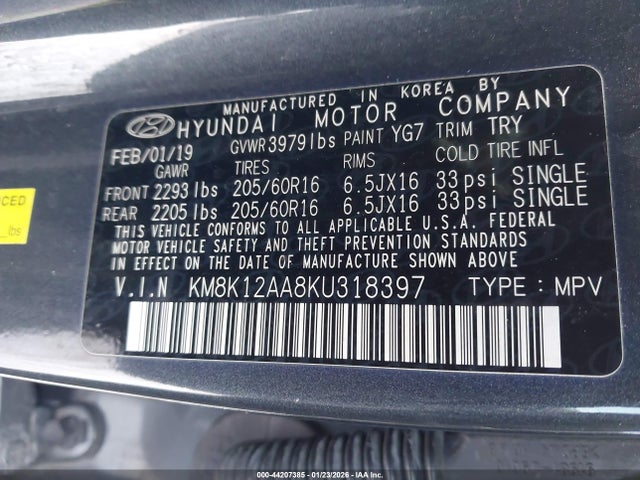 MANUFACTURED IN KOREA BY
HYUNDAI MOTOR COMPANY
FEB/01/19 GVWR 3979lbs PAINT YG7 TRIM TRY
GAWR TIRES RIMS COLD TIRE INFL
FRONT 2293 lbs 205/60R16 6.5JX16 33 psi SINGLE
REAR 2205 lbs 205/60R16 6.5JX16 33 psi SINGLE
THIS VEHICLE CONFORMS TO ALL APPLICABLE U.S.A. FEDERAL
MOTOR VEHICLE SAFETY AND THEFT PREVENTION STANDARDS
IN EFFECT ON THE DATE OF MANUFACTURE SHOWN ABOVE.
V.I.N KM8K12AA8KU318397 TYPE : MPV
lbs
000-44207385 - 01/23/2026 - IAAI.COM